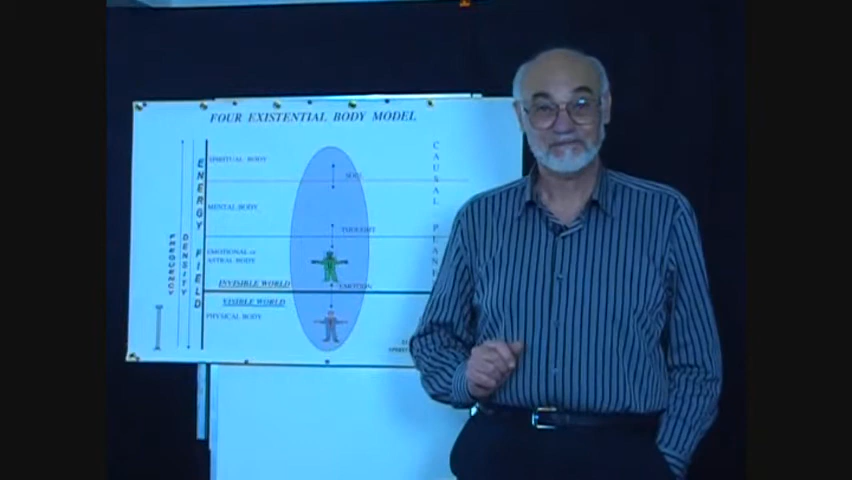 FOUR EXISTENTIAL BODY MODEL
CAUSAL PLANE
ENERGY FIELD
FREQUENCY
DENSITY
SPIRITUAL BODY
SOUL
MENTAL BODY
THOUGHT
EMOTIONAL or
ASTRAL BODY
INVISIBLE WORLD
EMOTION
VISIBLE WORLD
PHYSICAL BODY